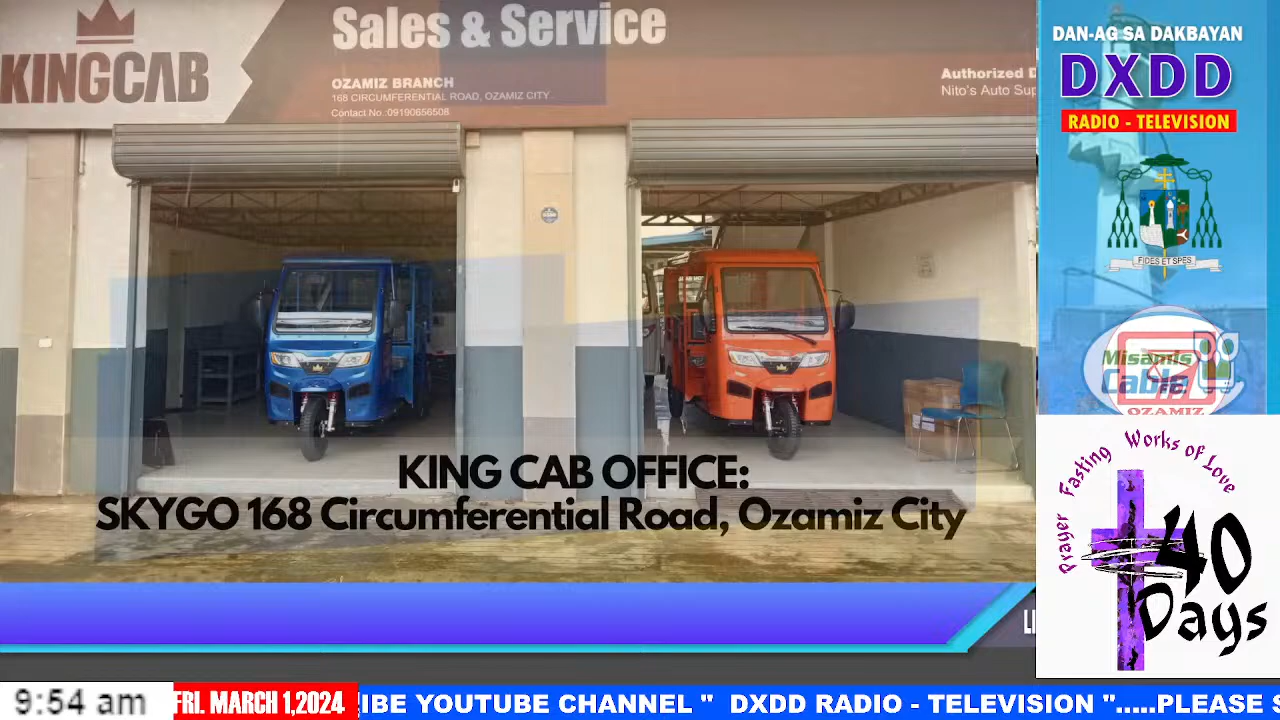 KINGCAB
Sales & Service
OZAMIZ BRANCH
168 CIRCUMFERENTIAL ROAD, OZAMIZ CITY
Contact No. 09190656508
Authorized D
Nito's Auto Sup
KING CAB OFFICE:
SKYGO 168 Circumferential Road, Ozamiz City
DAN-AG SA DAKBAYAN
DXDD
RADIO - TELEVISION
FIDES ET SPES
Misamis
Cable
OZAMIZ
Prayer Fasting Works of Love
40
Days
9:54 am
FRI. MARCH 1,2024
IBE YOUTUBE CHANNEL " DXDD RADIO - TELEVISION ".....PLEASE S